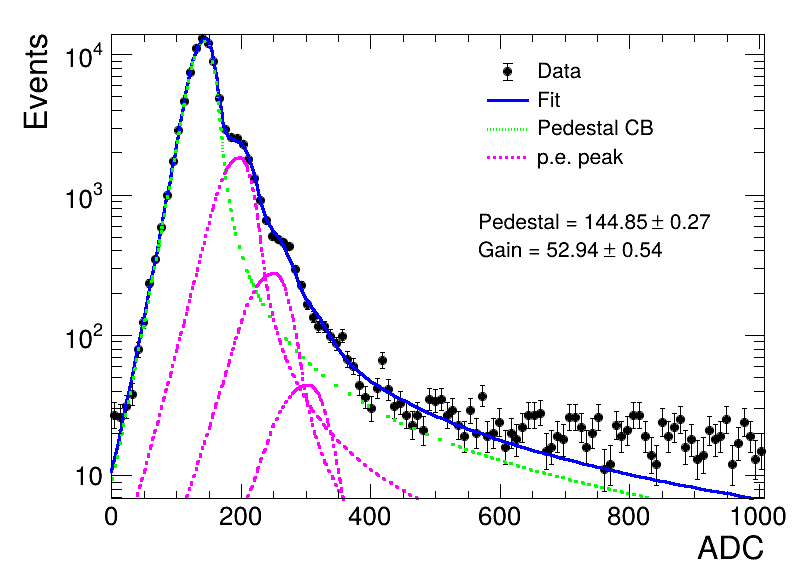 Events
10⁴
10³
10²
10
0 200 400 600 800 1000
ADC
Data
Fit
Pedestal CB
p.e. peak
Pedestal = 144.85 ± 0.27
Gain = 52.94 ± 0.54